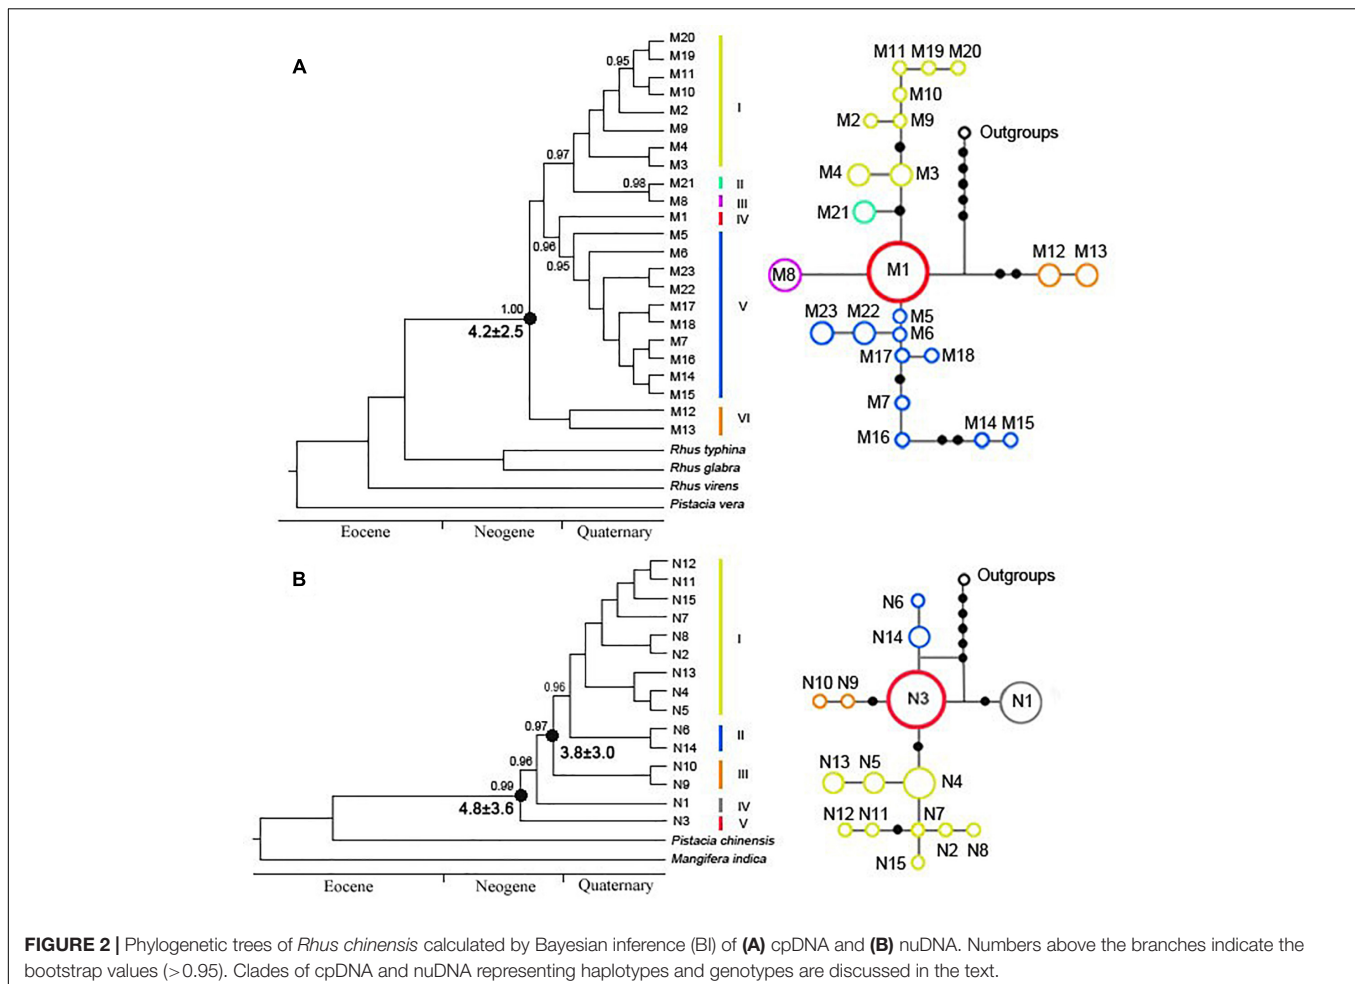 A
M20
M19
M11
M10
M2
M9
M4
M3
M21
M8
M1
M5
M6
M23
M22
M17
M18
M7
M16
M14
M15
M12
M13
Rhus typhina
Rhus glabra
Rhus virens
Pistacia vera
I
II
III
IV
V
VI
0.95
0.97
0.98
0.96
0.95
1.00
4.2±2.5
Eocene Neogene Quaternary
M11 M19 M20
M10
M2 M9
Outgroups
M4 M3
M21
M8 M1 M12 M13
M23 M22 M5
M6
M17 M18
M7
M16 M14 M15
B
N12
N11
N15
N7
N8
N2
N13
N4
N5
N6
N14
N10
N9
N1
N3
Pistacia chinensis
Mangifera indica
I
II
III
IV
V
0.96
0.97
3.8±3.0
0.96
0.99
4.8±3.6
Eocene Neogene Quaternary
Outgroups
N6
N14
N10 N9 N3 N1
N13 N5 N4
N12 N11 N7
N2 N8
N15
FIGURE 2 | Phylogenetic trees of Rhus chinensis calculated by Bayesian inference (BI) of (A) cpDNA and (B) nuDNA. Numbers above the branches indicate the
bootstrap values (>0.95). Clades of cpDNA and nuDNA representing haplotypes and genotypes are discussed in the text.